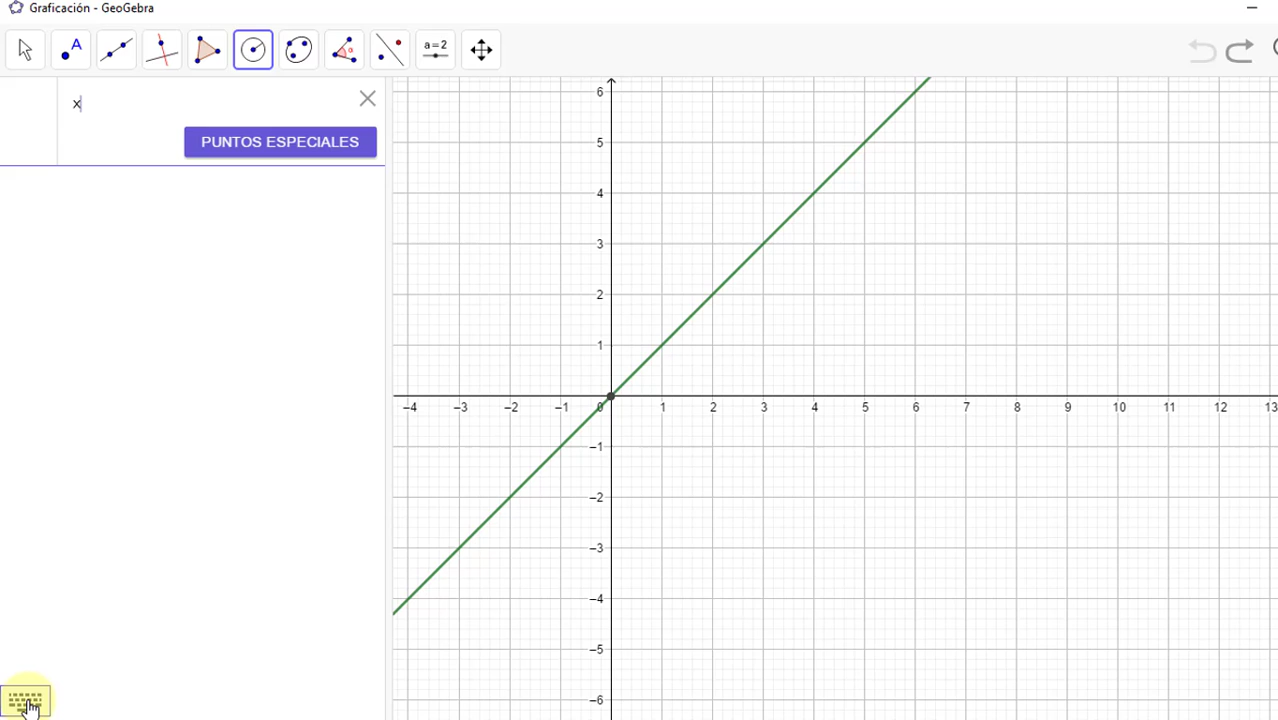 Graficación - GeoGebra
A
a=2
x
PUNTOS ESPECIALES
6
5
4
3
2
1
–4 –3 –2 –1 0 1 2 3 4 5 6 7 8 9 10 11 12 13
–1
–2
–3
–4
–5
–6